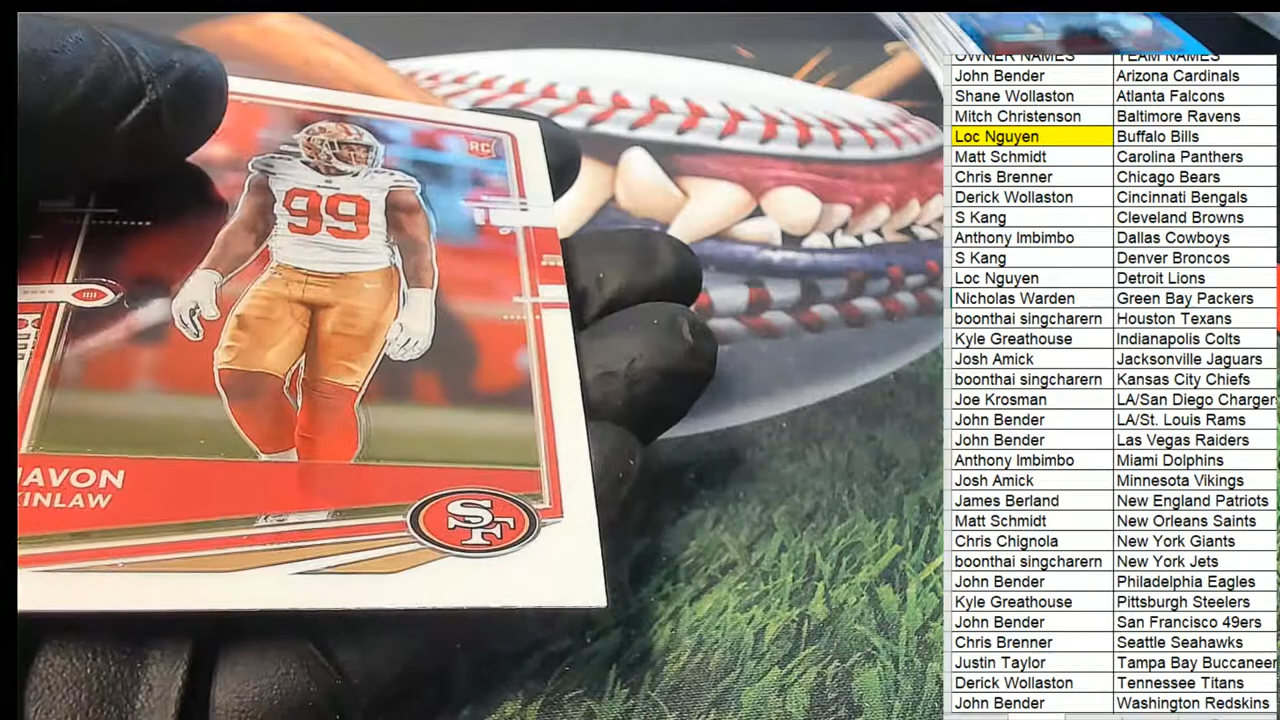 RC
99
AVON
KINLAW
SF
OWNER NAMES TEAM NAMES
John Bender Arizona Cardinals
Shane Wollaston Atlanta Falcons
Mitch Christenson Baltimore Ravens
Loc Nguyen Buffalo Bills
Matt Schmidt Carolina Panthers
Chris Brenner Chicago Bears
Derick Wollaston Cincinnati Bengals
S Kang Cleveland Browns
Anthony Imbimbo Dallas Cowboys
S Kang Denver Broncos
Loc Nguyen Detroit Lions
Nicholas Warden Green Bay Packers
boonthai singcharern Houston Texans
Kyle Greathouse Indianapolis Colts
Josh Amick Jacksonville Jaguars
boonthai singcharern Kansas City Chiefs
Joe Krosman LA/San Diego Charger
John Bender LA/St. Louis Rams
John Bender Las Vegas Raiders
Anthony Imbimbo Miami Dolphins
Josh Amick Minnesota Vikings
James Berland New England Patriots
Matt Schmidt New Orleans Saints
Chris Chignola New York Giants
boonthai singcharern New York Jets
John Bender Philadelphia Eagles
Kyle Greathouse Pittsburgh Steelers
John Bender San Francisco 49ers
Chris Brenner Seattle Seahawks
Justin Taylor Tampa Bay Buccaneer
Derick Wollaston Tennessee Titans
John Bender Washington Redskins